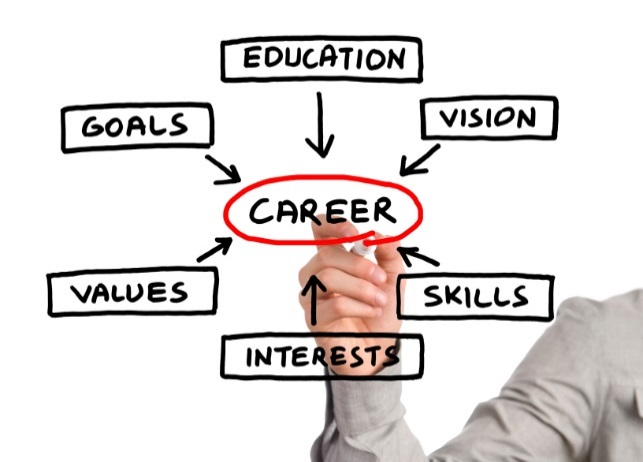 EDUCATION
GOALS
VISION
CAREER
VALUES
SKILLS
INTERESTS